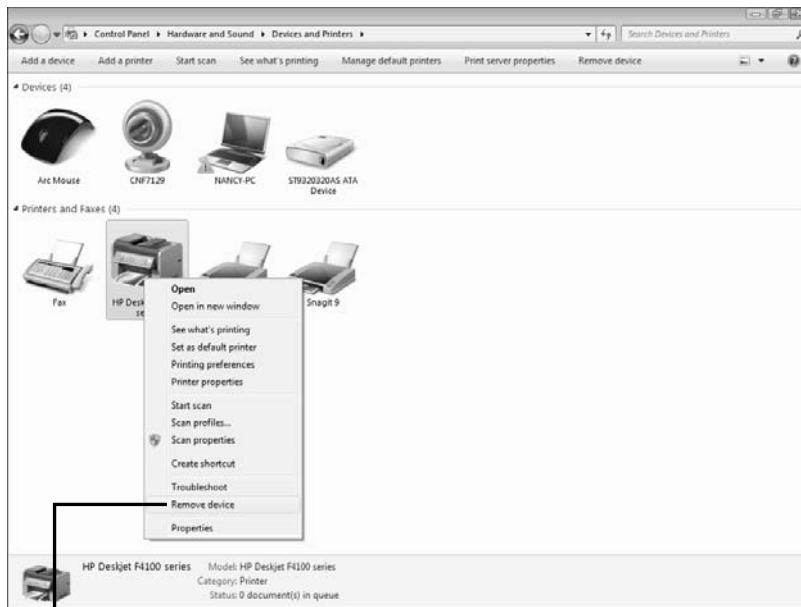 Control Panel ▸ Hardware and Sound ▸ Devices and Printers ▸
Search Devices and Printers
Add a device Add a printer Start scan See what's printing Manage default printers Print server properties Remove device
Devices (4)
Arc Mouse CNF7129 NANCY-PC ST9320320AS ATA
Device
Printers and Faxes (4)
Fax HP Desk Snagit 9
se
Open
Open in new window
See what's printing
Set as default printer
Printing preferences
Printer properties
Start scan
Scan profiles...
Scan properties
Create shortcut
Troubleshoot
Remove device
Properties
HP Deskjet F4100 series Model: HP Deskjet F4100 series
Category: Printer
Status: 0 document(s) in queue